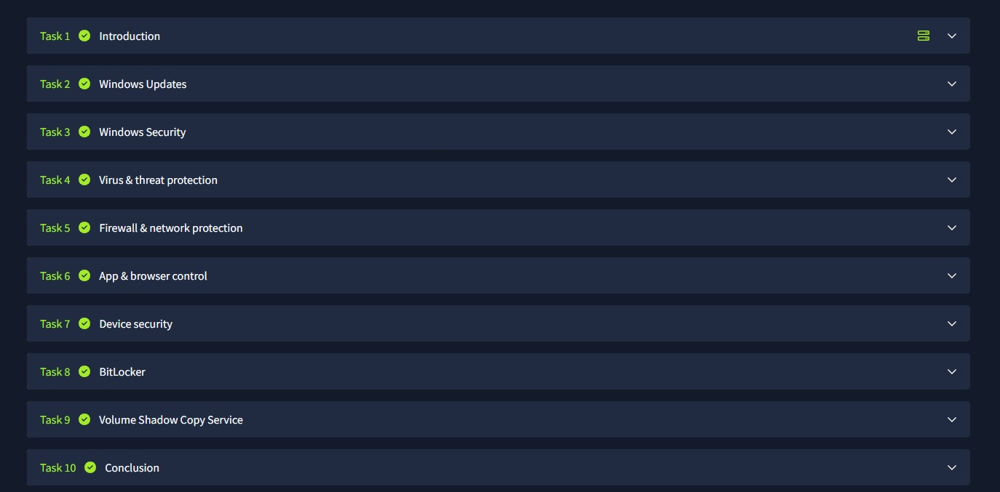 Task 1 Introduction
Task 2 Windows Updates
Task 3 Windows Security
Task 4 Virus & threat protection
Task 5 Firewall & network protection
Task 6 App & browser control
Task 7 Device security
Task 8 BitLocker
Task 9 Volume Shadow Copy Service
Task 10 Conclusion